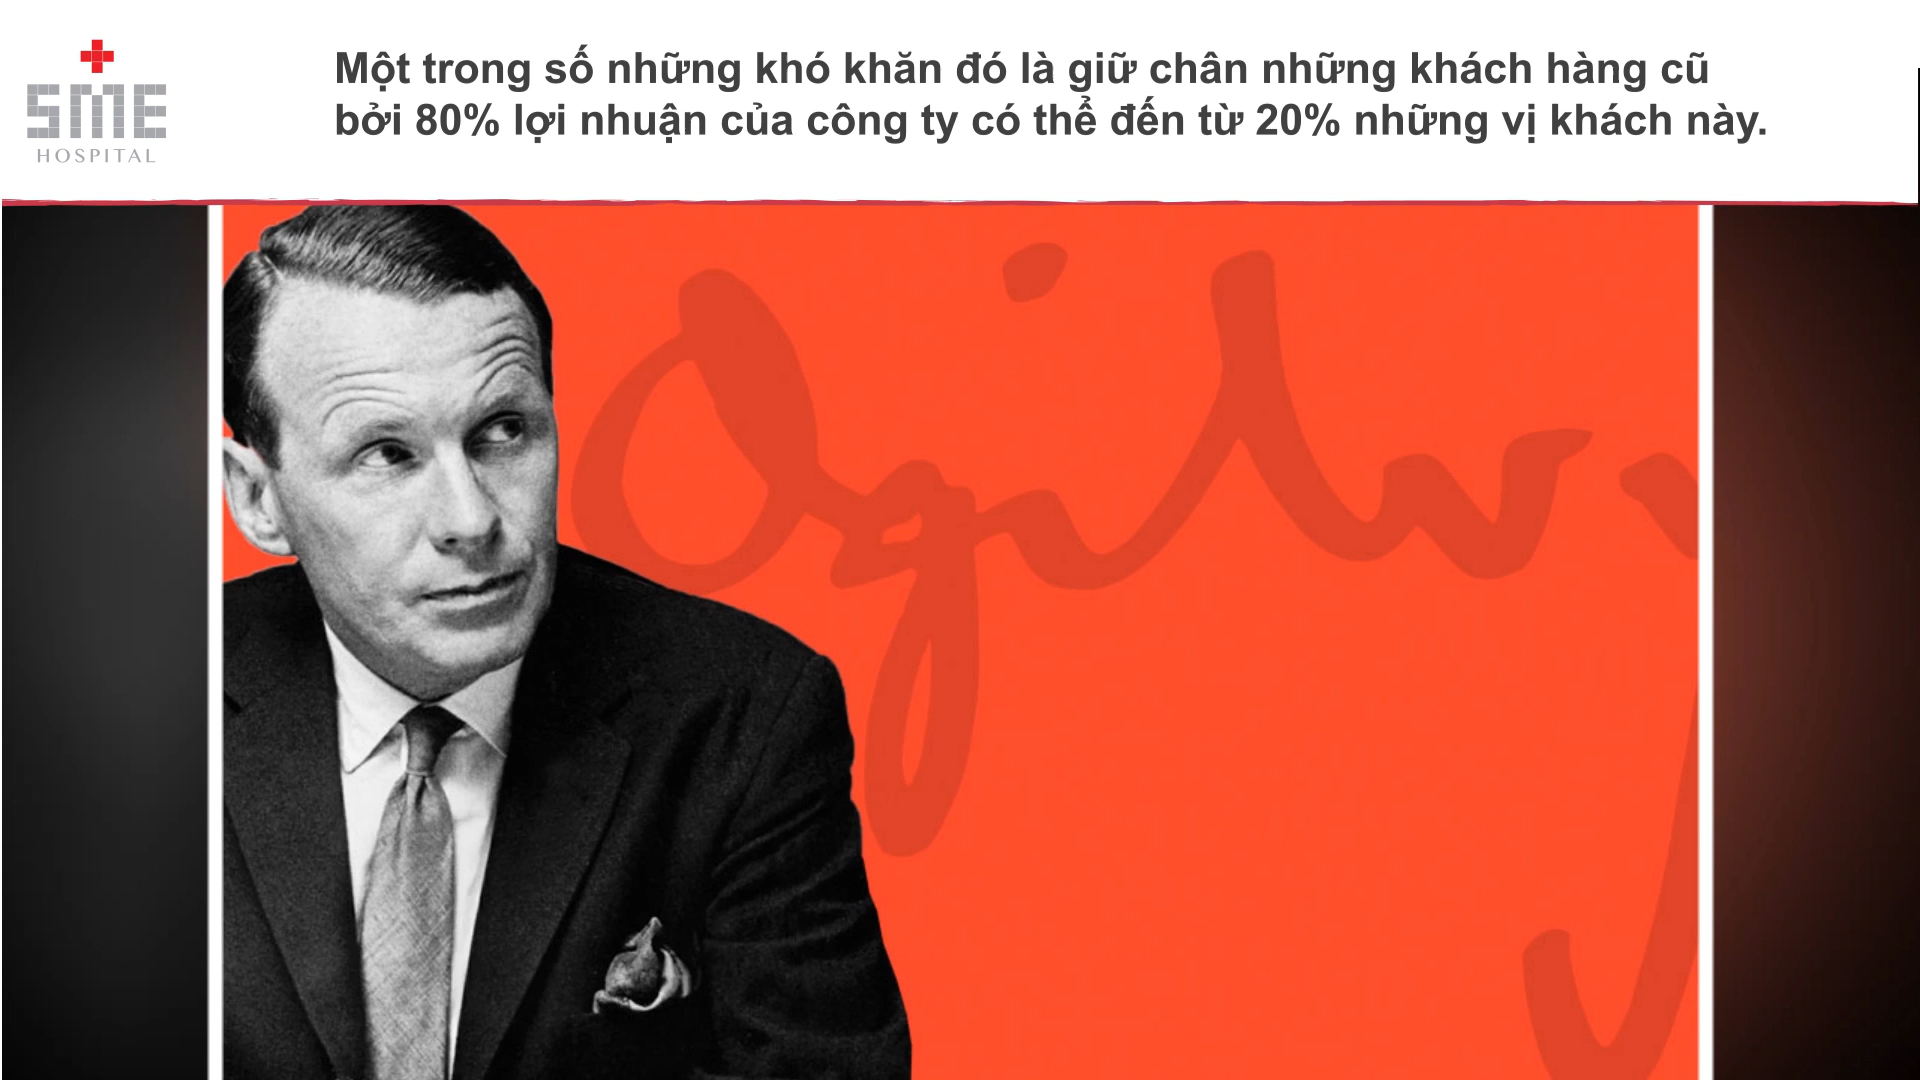 SME
HOSPITAL
Một trong số những khó khăn đó là giữ chân những khách hàng cũ
bởi 80% lợi nhuận của công ty có thể đến từ 20% những vị khách này.
Ogilvy